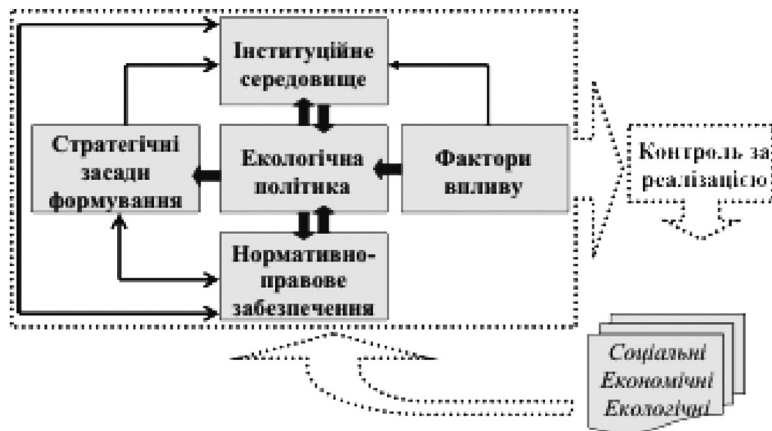 Інституційне
середовище
Стратегічні
засади
формування
Екологічна
політика
Фактори
впливу
Контроль за
реалізацією
Нормативно-
правове
забезпечення
Соціальні
Економічні
Екологічні